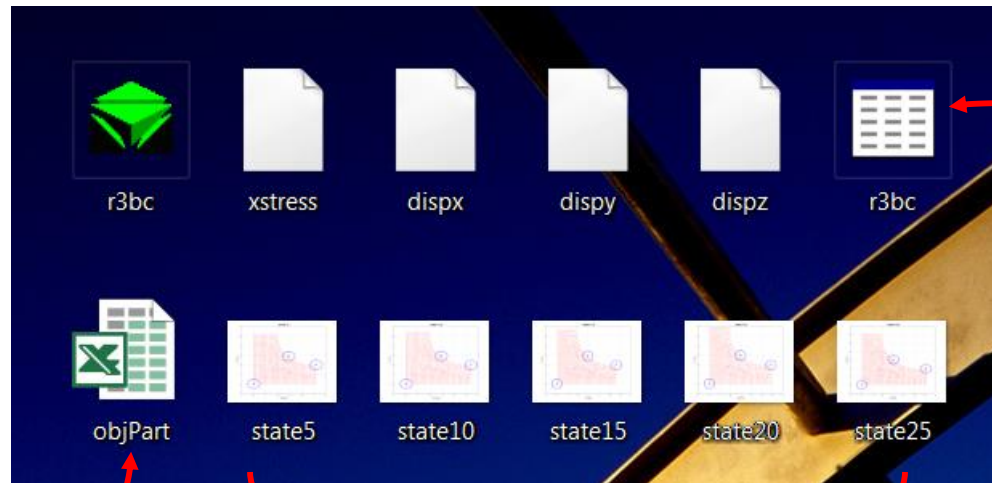 r3bc xstress dispx dispy dispz r3bc
objPart state5 state10 state15 state20 state25